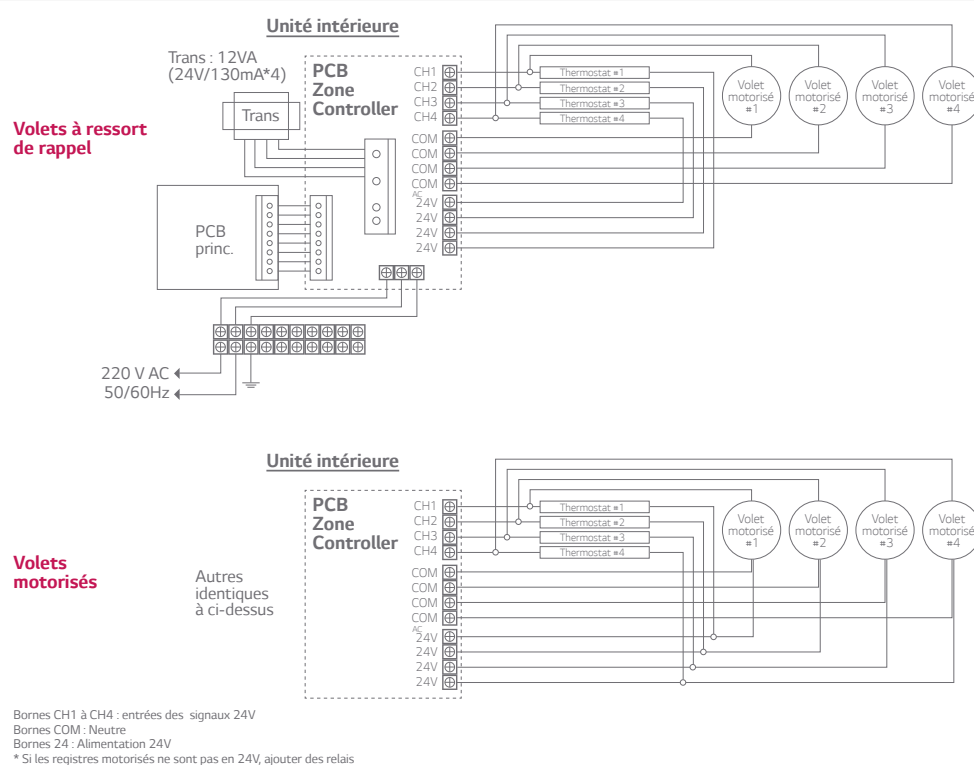 Unité intérieure
Trans : 12VA
(24V/130mA*4)
Trans
Volets à ressort
de rappel
PCB
Zone
Controller
PCB
princ.
CH1
CH2
CH3
CH4
COM
COM
COM
COM
AC
24V
24V
24V
24V
Thermostat #1
Thermostat #2
Thermostat #3
Thermostat #4
Volet
motorisé
#1
Volet
motorisé
#2
Volet
motorisé
#3
Volet
motorisé
#4
220 V AC
50/60Hz
Unité intérieure
Volets
motorisés
Autres
identiques
à ci-dessus
PCB
Zone
Controller
CH1
CH2
CH3
CH4
COM
COM
COM
COM
AC
24V
24V
24V
24V
Thermostat #1
Thermostat #2
Thermostat #3
Thermostat #4
Volet
motorisé
#1
Volet
motorisé
#2
Volet
motorisé
#3
Volet
motorisé
#4
Bornes CH1 à CH4 : entrées des signaux 24V
Bornes COM : Neutre
Bornes 24 : Alimentation 24V
* Si les registres motorisés ne sont pas en 24V, ajouter des relais